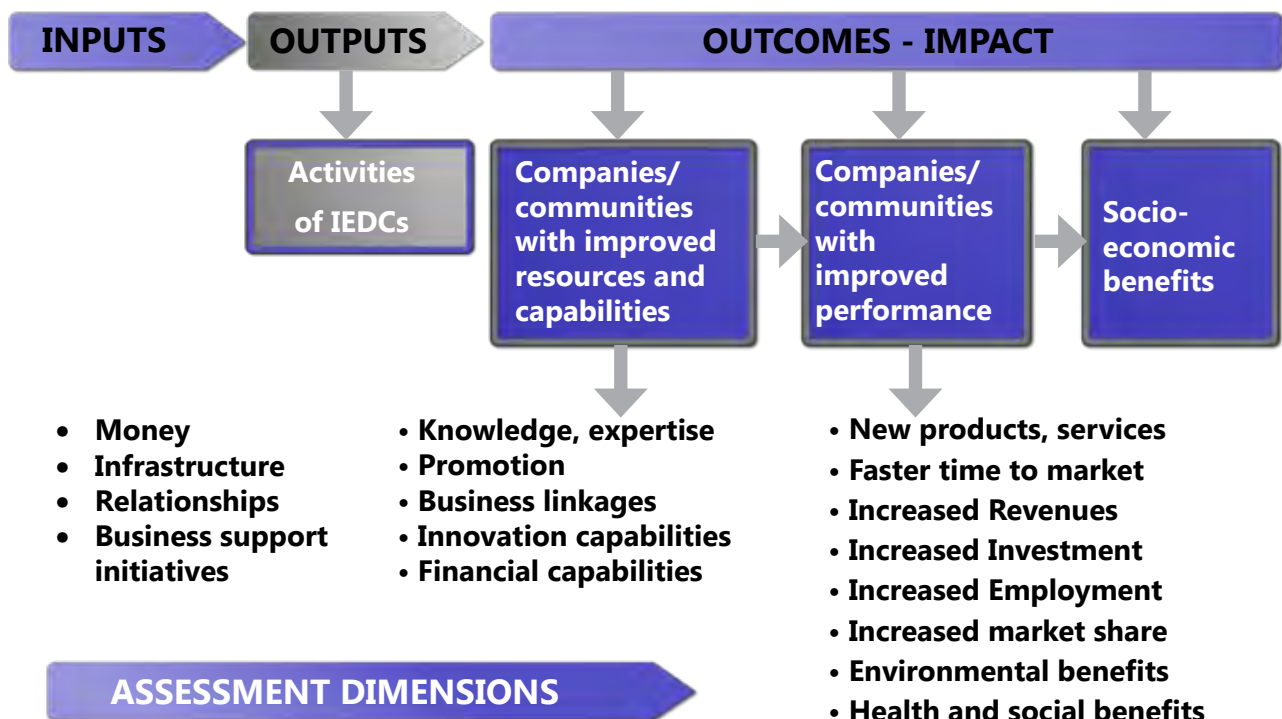 INPUTS
OUTPUTS
OUTCOMES - IMPACT
Activities
of IEDCs
Companies/
communities
with improved
resources and
capabilities
Companies/
communities
with
improved
performance
Socio-
economic
benefits
• Money
• Infrastructure
• Relationships
• Business support
initiatives
• Knowledge, expertise
• Promotion
• Business linkages
• Innovation capabilities
• Financial capabilities
• New products, services
• Faster time to market
• Increased Revenues
• Increased Investment
• Increased Employment
• Increased market share
• Environmental benefits
• Health and social benefits
ASSESSMENT DIMENSIONS